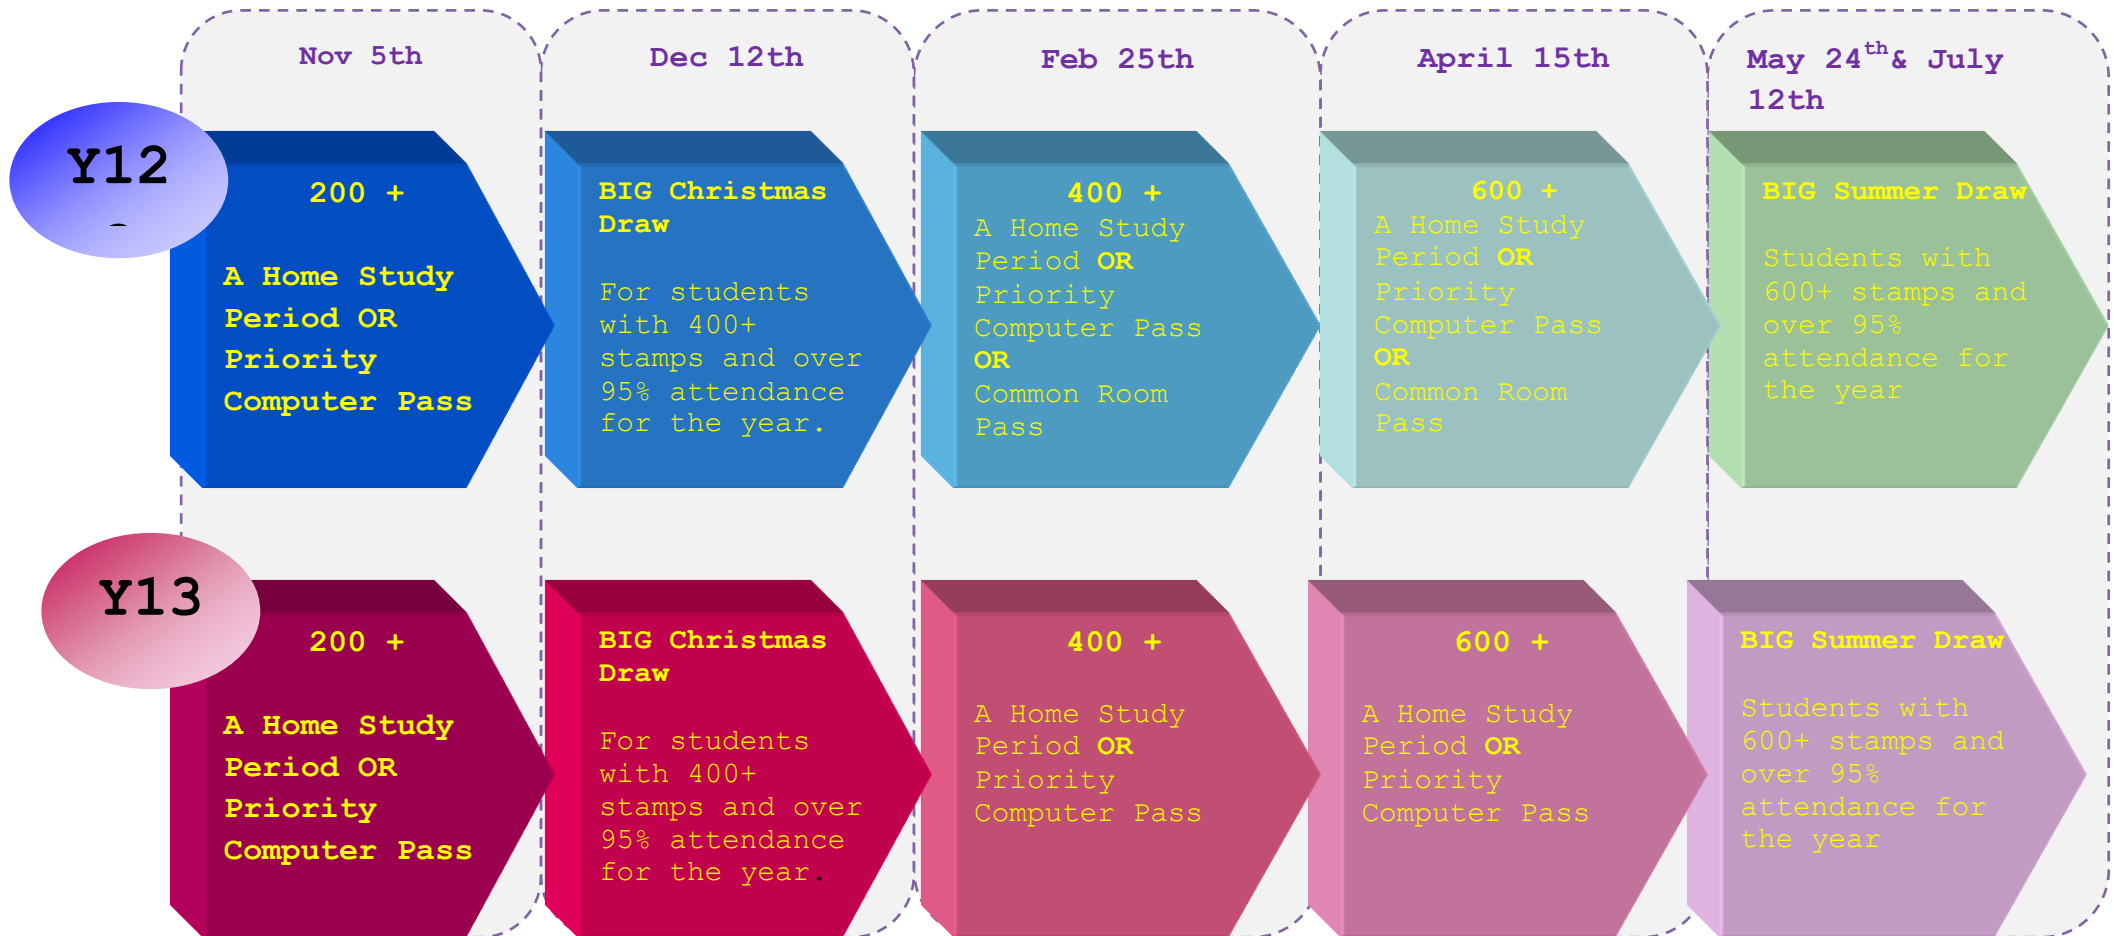 Nov 5th
Dec 12th
Feb 25th
April 15th
May 24th& July
12th
Y12
200 +
A Home Study
Period OR
Priority
Computer Pass
BIG Christmas
Draw
For students
with 400+
stamps and over
95% attendance
for the year.
400 +
A Home Study
Period OR
Priority
Computer Pass
OR
Common Room
Pass
600 +
A Home Study
Period OR
Priority
Computer Pass
OR
Common Room
Pass
BIG Summer Draw
Students with
600+ stamps and
over 95%
attendance for
the year
Y13
200 +
A Home Study
Period OR
Priority
Computer Pass
BIG Christmas
Draw
For students
with 400+
stamps and over
95% attendance
for the year.
400 +
A Home Study
Period OR
Priority
Computer Pass
600 +
A Home Study
Period OR
Priority
Computer Pass
BIG Summer Draw
Students with
600+ stamps and
over 95%
attendance for
the year